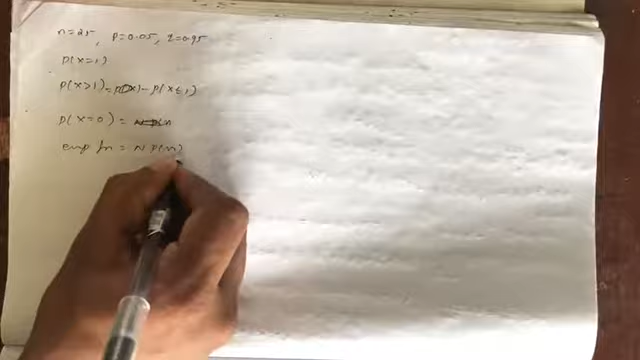 n=25, p=0.05, q=0.95
p(x=1)
p(x>1) = - p(x≤1)
p(x=0) =
exp fn = N P(n)